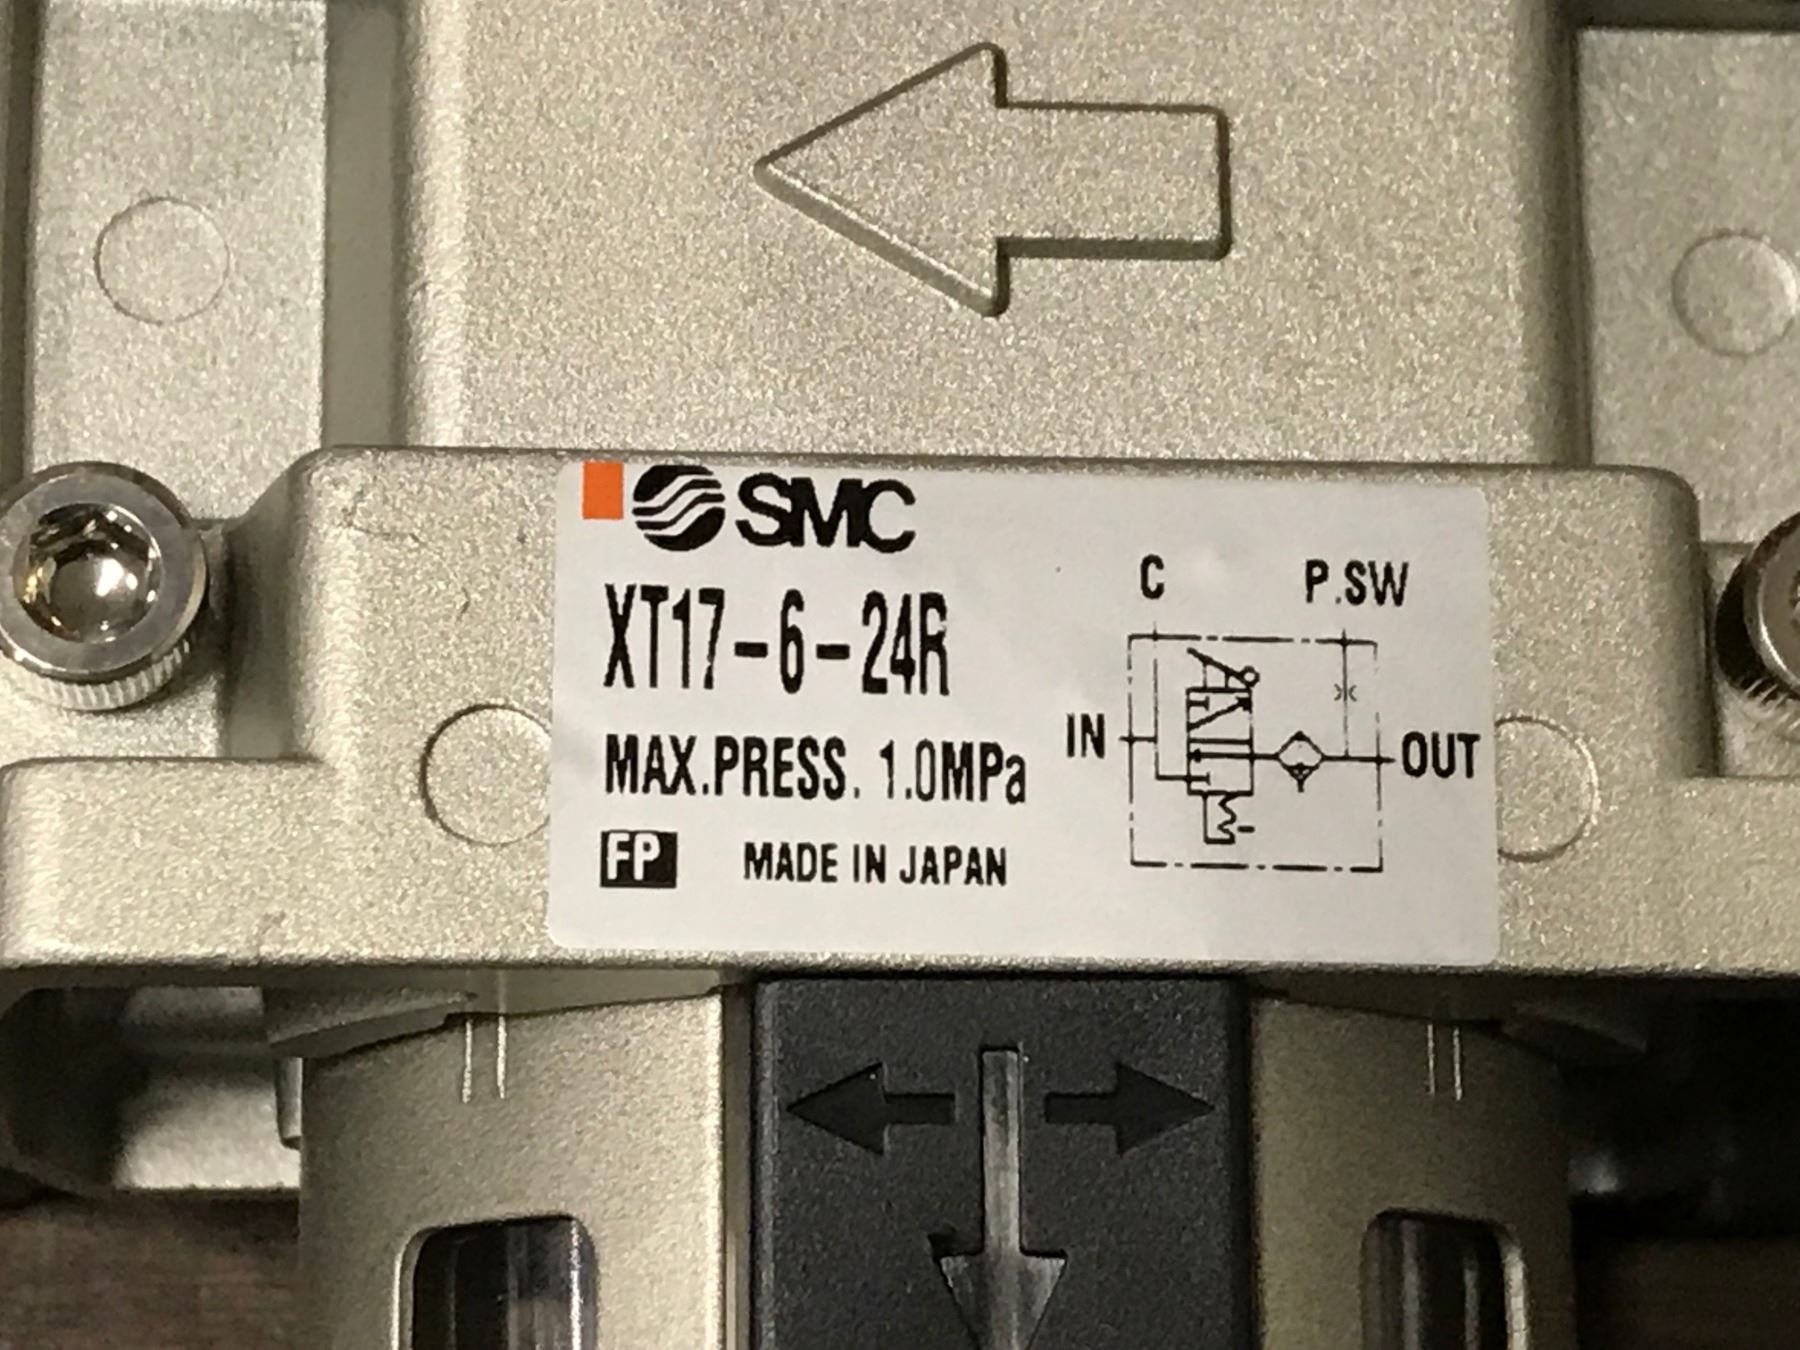 SMC
XT17-6-24R
MAX.PRESS. 1.0MPa
FP MADE IN JAPAN
C P.SW
IN OUT